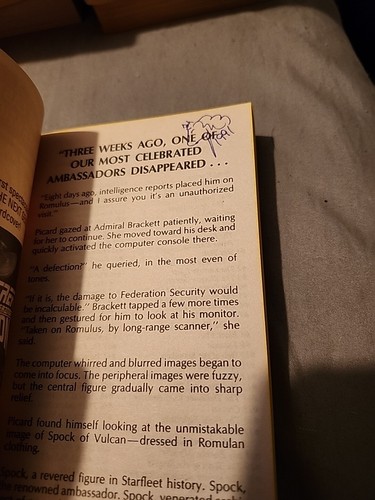 "THREE WEEKS AGO, ONE OF
OUR MOST CELEBRATED
AMBASSADORS DISAPPEARED . . .
"Eight days ago, intelligence reports placed him on
Romulus—and I assure you it's an unauthorized
visit."
Picard gazed at Admiral Brackett patiently, waiting
for her to continue. She moved toward his desk and
quickly activated the computer console there.
"A defection?" he queried, in the most even of
tones.
"If it is, the damage to Federation Security would
be incalculable." Brackett tapped a few more times
and then gestured for him to look at his monitor.
"Taken on Romulus, by long-range scanner," she
said.
The computer whirred and blurred images began to
come into focus. The peripheral images were fuzzy,
but the central figure gradually came into sharp
relief.
Picard found himself looking at the unmistakable
image of Spock of Vulcan—dressed in Romulan
clothing.
Spock, a revered figure in Starfleet history. Spock,
renowned ambassador. Spock, venerated